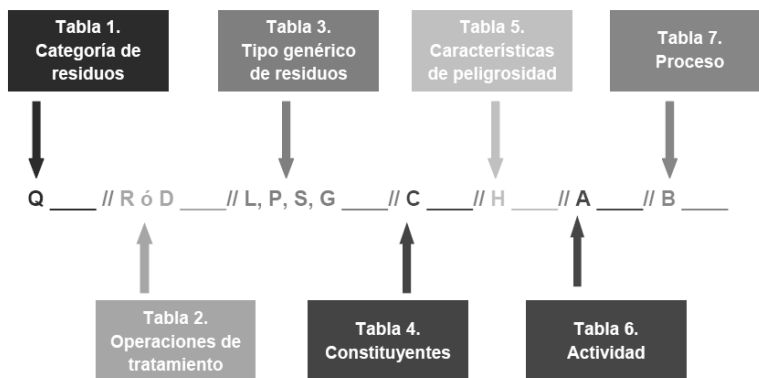 Tabla 1.
Categoría de
residuos
Tabla 3.
Tipo genérico
de residuos
Tabla 5.
Características
de peligrosidad
Tabla 7.
Proceso
Q ____ // R ó D ____// L, P, S, G ____// C ____// H ____// A ____// B ____
Tabla 2.
Operaciones de
tratamiento
Tabla 4.
Constituyentes
Tabla 6.
Actividad